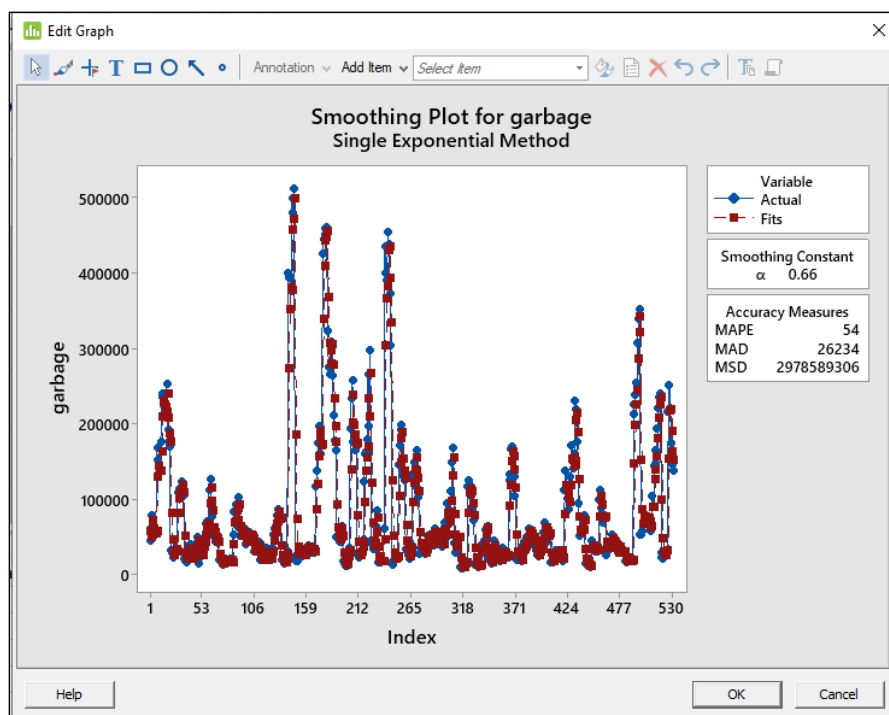 Edit Graph
T Annotation Add Item Select Item
Smoothing Plot for garbage
Single Exponential Method
500000
400000
300000
200000
100000
0
garbage
1 53 106 159 212 265 318 371 424 477 530
Index
Variable
Actual
Fits
Smoothing Constant
α 0.66
Accuracy Measures
MAPE 54
MAD 26234
MSD 2978589306
Help OK Cancel